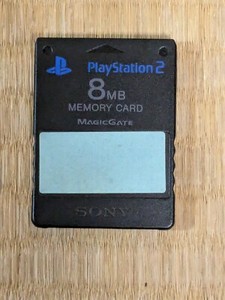 PlayStation 2
8MB
MEMORY CARD
MAGICGATE
SONY